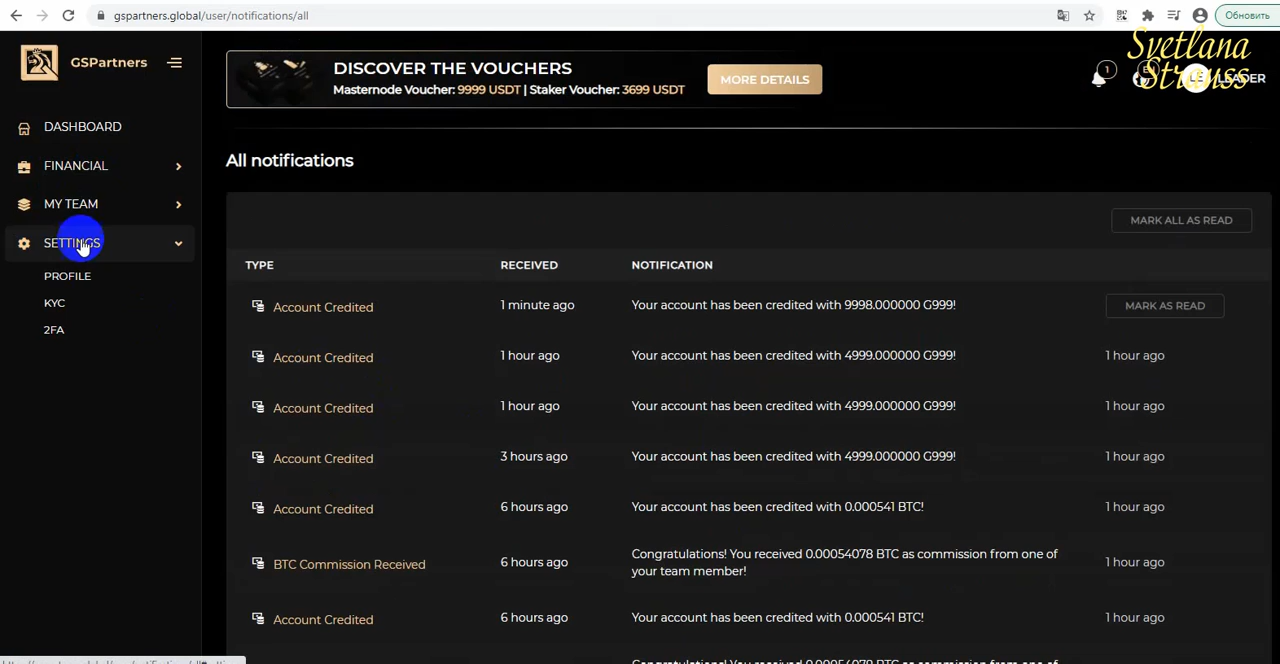 gspartners.global/user/notifications/all
Обновить
GSPartners
DISCOVER THE VOUCHERS
Masternode Voucher: 9999 USDT | Staker Voucher: 3699 USDT
MORE DETAILS
1
LEADER
Svetlana
Strauss
DASHBOARD
FINANCIAL
MY TEAM
SETTINGS
PROFILE
KYC
2FA
All notifications
MARK ALL AS READ
TYPE RECEIVED NOTIFICATION
Account Credited 1 minute ago Your account has been credited with 9998.000000 G999! MARK AS READ
Account Credited 1 hour ago Your account has been credited with 4999.000000 G999! 1 hour ago
Account Credited 1 hour ago Your account has been credited with 4999.000000 G999! 1 hour ago
Account Credited 3 hours ago Your account has been credited with 4999.000000 G999! 1 hour ago
Account Credited 6 hours ago Your account has been credited with 0.000541 BTC! 1 hour ago
BTC Commission Received 6 hours ago Congratulations! You received 0.00054078 BTC as commission from one of 1 hour ago
your team member!
Account Credited 6 hours ago Your account has been credited with 0.000541 BTC! 1 hour ago